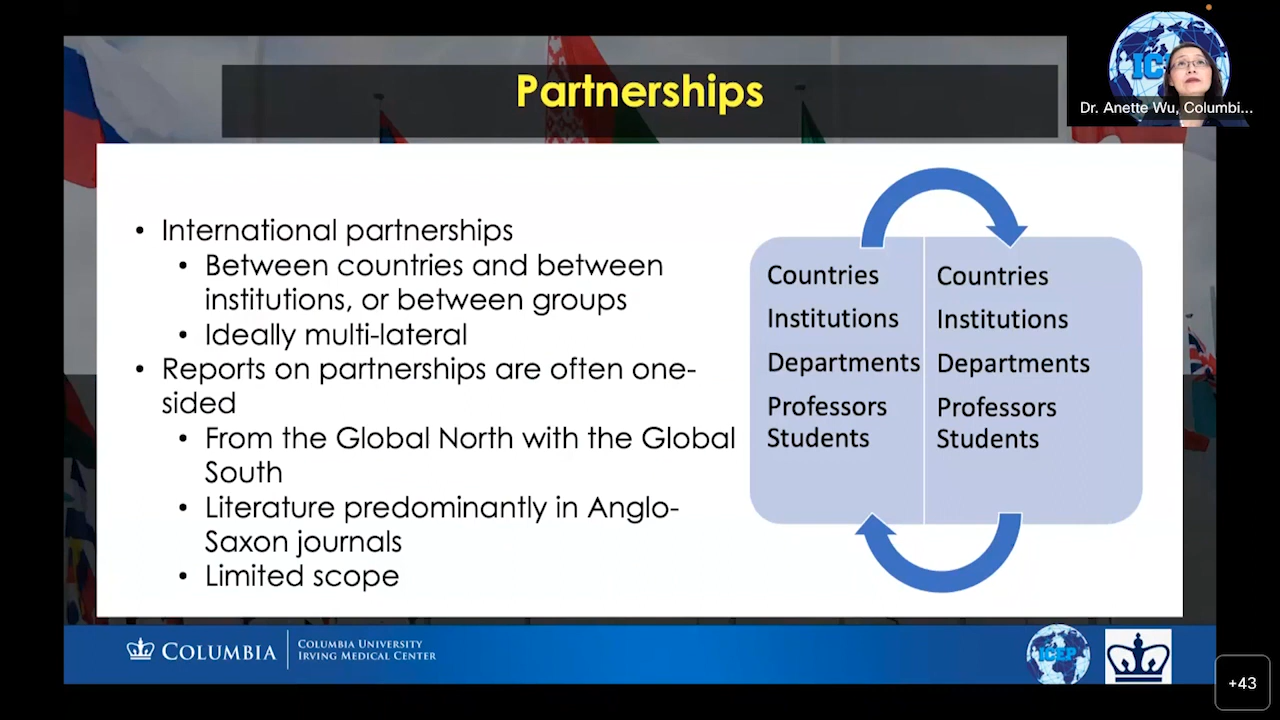 Partnerships
Dr. Anette Wu, Columbi...
• International partnerships
• Between countries and between
institutions, or between groups
• Ideally multi-lateral
• Reports on partnerships are often one-
sided
• From the Global North with the Global
South
• Literature predominantly in Anglo-
Saxon journals
• Limited scope
Countries
Institutions
Departments
Professors
Students
Countries
Institutions
Departments
Professors
Students
COLUMBIA
COLUMBIA UNIVERSITY
IRVING MEDICAL CENTER
ICEP
+43